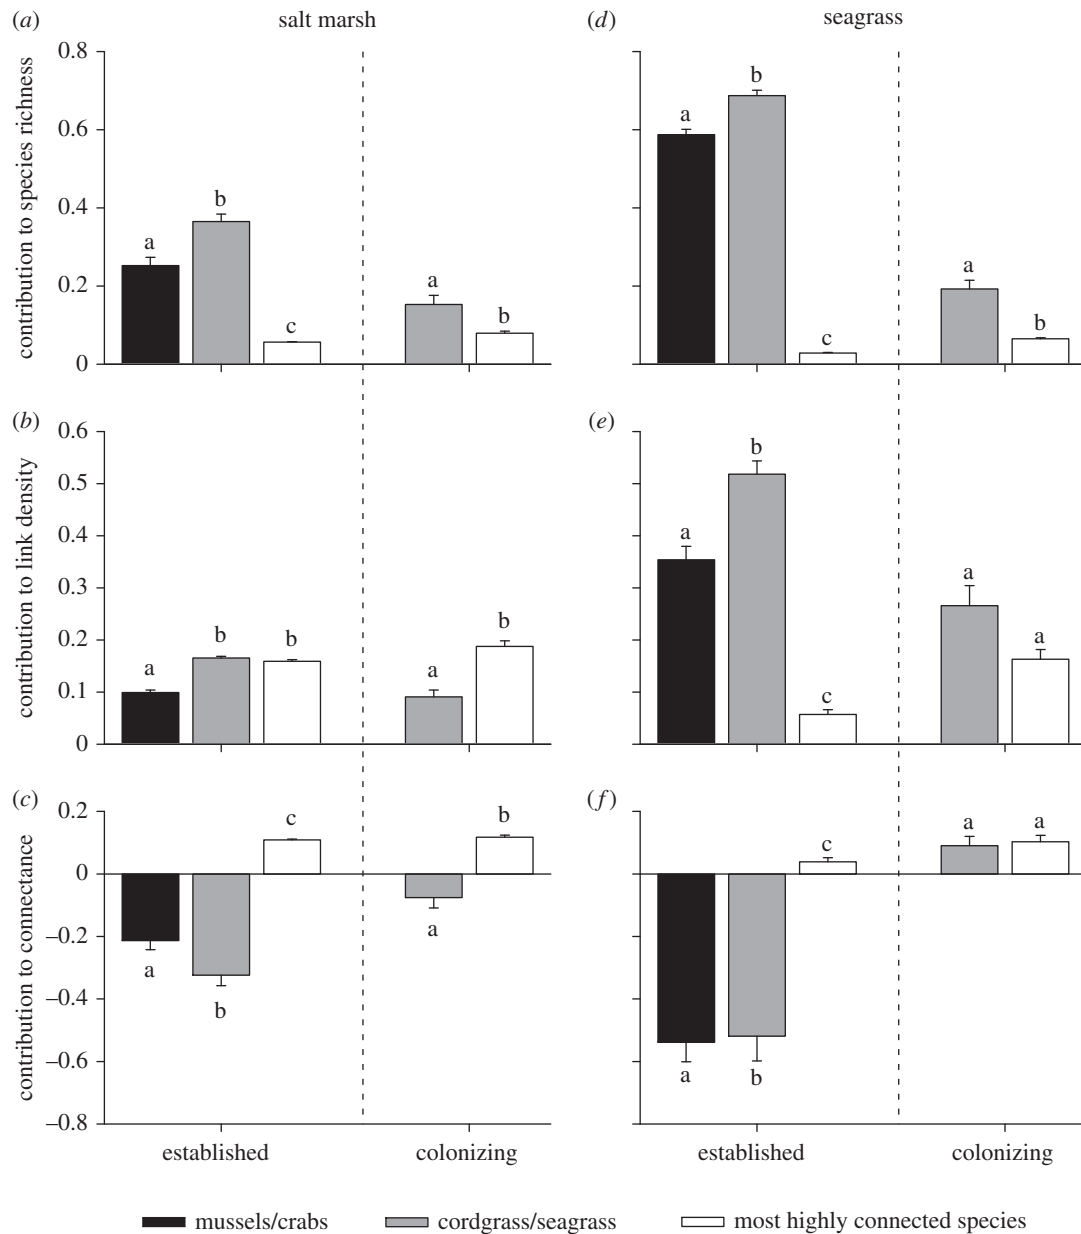 (a) salt marsh
(d) seagrass
contribution to species richness
0.8
0.6
0.4
0.2
0
a b c a b
a b c a b
(b)
(e)
contribution to link density
0.6
0.5
0.4
0.3
0.2
0.1
0
a b b a b
a b c a a
(c)
(f)
contribution to connectance
0.2
0
–0.2
–0.4
–0.6
–0.8
a b c a b
a b c a a
established colonizing
established colonizing
mussels/crabs cordgrass/seagrass most highly connected species